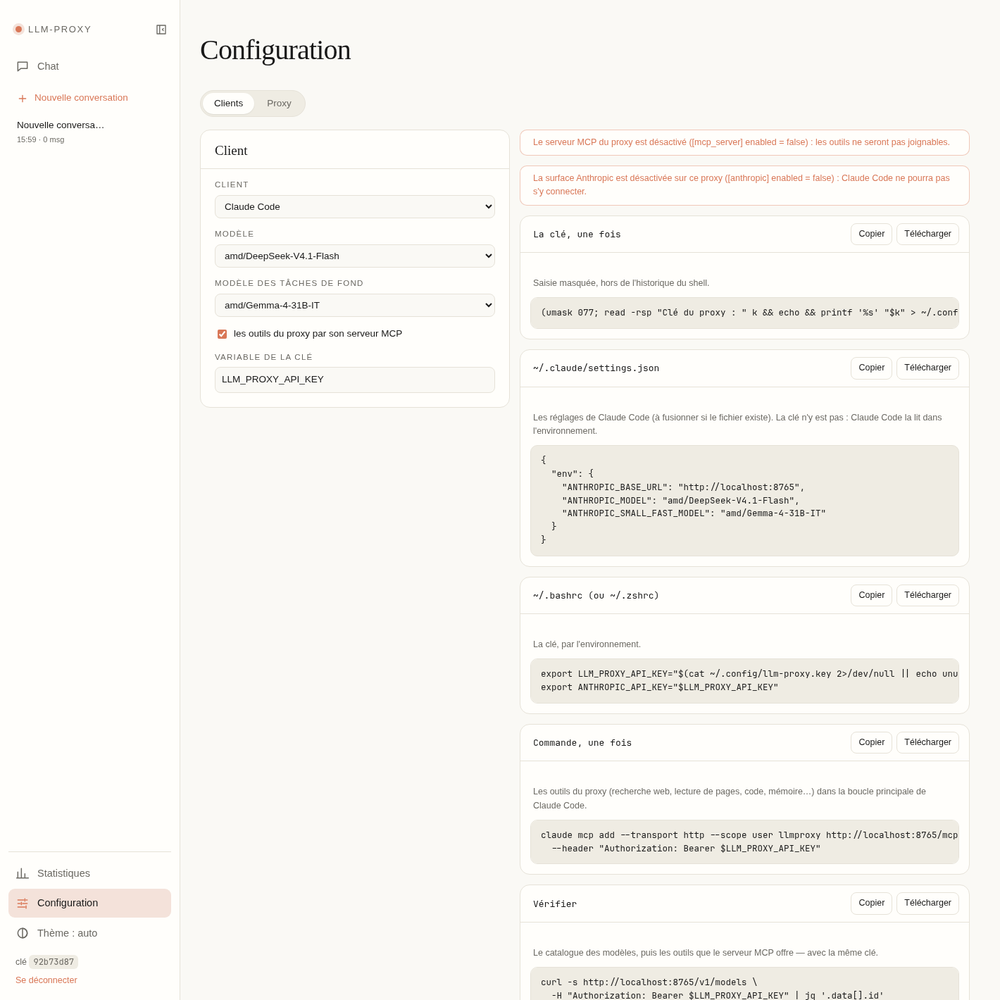 LLM-PROXY
Chat
+ Nouvelle conversation
Nouvelle conversa…
15:59 · 0 msg
Statistiques
Configuration
Thème : auto
clé 92b73d87
Se déconnecter
Configuration
Clients
Proxy
Client
CLIENT
Claude Code
MODÈLE
amd/DeepSeek-V4.1-Flash
MODÈLE DES TÂCHES DE FOND
amd/Gemma-4-31B-IT
les outils du proxy par son serveur MCP
VARIABLE DE LA CLÉ
LLM_PROXY_API_KEY
Le serveur MCP du proxy est désactivé ([mcp_server] enabled = false) : les outils ne seront pas joignables.
La surface Anthropic est désactivée sur ce proxy ([anthropic] enabled = false) : Claude Code ne pourra pas
s'y connecter.
La clé, une fois
Copier
Télécharger
Saisie masquée, hors de l'historique du shell.
(umask 077; read -rsp "Clé du proxy : " k && echo && printf '%s' "$k" > ~/.conf
~/.claude/settings.json
Copier
Télécharger
Les réglages de Claude Code (à fusionner si le fichier existe). La clé n'y est pas : Claude Code la lit dans
l'environnement.
{
  "env": {
    "ANTHROPIC_BASE_URL": "http://localhost:8765",
    "ANTHROPIC_MODEL": "amd/DeepSeek-V4.1-Flash",
    "ANTHROPIC_SMALL_FAST_MODEL": "amd/Gemma-4-31B-IT"
  }
}
~/.bashrc (ou ~/.zshrc)
Copier
Télécharger
La clé, par l'environnement.
export LLM_PROXY_API_KEY="$(cat ~/.config/llm-proxy.key 2>/dev/null || echo unu
export ANTHROPIC_API_KEY="$LLM_PROXY_API_KEY"
Commande, une fois
Copier
Télécharger
Les outils du proxy (recherche web, lecture de pages, code, mémoire…) dans la boucle principale de
Claude Code.
claude mcp add --transport http --scope user llmproxy http://localhost:8765/mcp
  --header "Authorization: Bearer $LLM_PROXY_API_KEY"
Vérifier
Copier
Télécharger
Le catalogue des modèles, puis les outils que le serveur MCP offre — avec la même clé.
curl -s http://localhost:8765/v1/models \
  -H "Authorization: Bearer $LLM_PROXY_API_KEY" | jq '.data[].id'